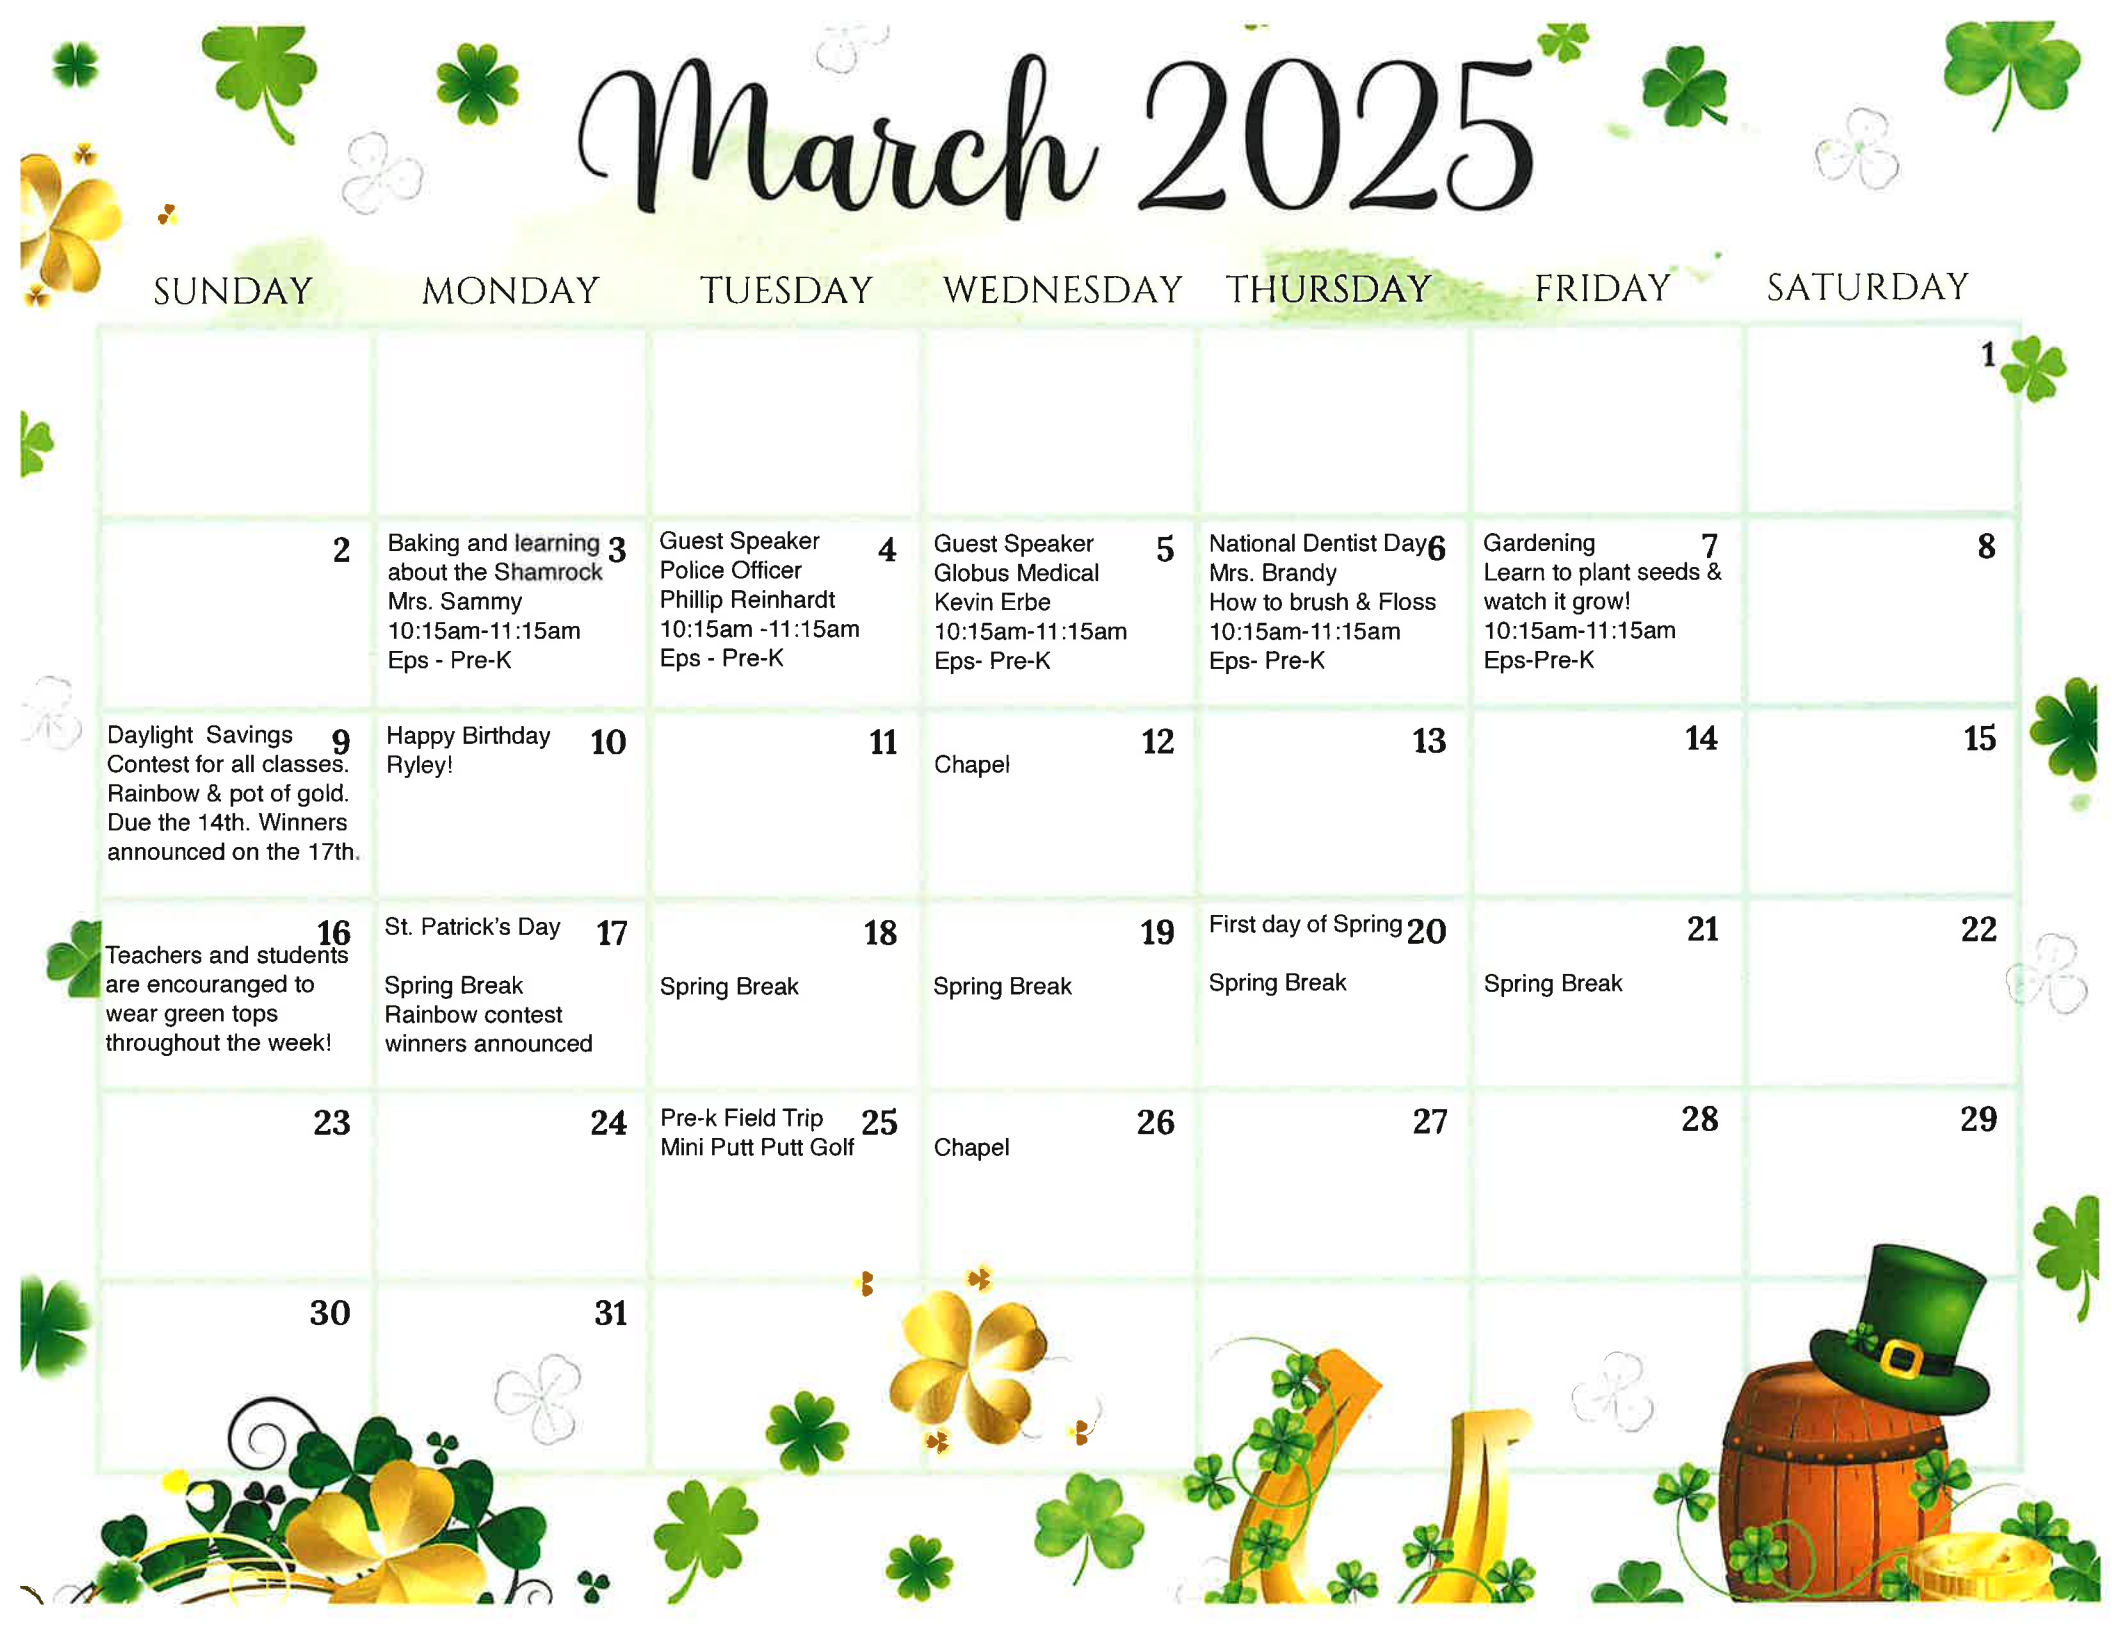 March 2025
SUNDAY MONDAY TUESDAY WEDNESDAY THURSDAY FRIDAY SATURDAY
1
2
Baking and learning 3
about the Shamrock
Mrs. Sammy
10:15am-11:15am
Eps - Pre-K
Guest Speaker 4
Police Officer
Phillip Reinhardt
10:15am -11:15am
Eps - Pre-K
Guest Speaker 5
Globus Medical
Kevin Erbe
10:15am-11:15am
Eps- Pre-K
National Dentist Day 6
Mrs. Brandy
How to brush & Floss
10:15am-11:15am
Eps- Pre-K
Gardening 7
Learn to plant seeds &
watch it grow!
10:15am-11:15am
Eps-Pre-K
8
Daylight Savings 9
Contest for all classes.
Rainbow & pot of gold.
Due the 14th. Winners
announced on the 17th.
Happy Birthday 10
Ryley!
11
12
Chapel
13
14
15
16
Teachers and students
are encouranged to
wear green tops
throughout the week!
St. Patrick's Day 17
Spring Break
Rainbow contest
winners announced
18
Spring Break
19
Spring Break
First day of Spring 20
Spring Break
21
Spring Break
22
23
24
Pre-k Field Trip 25
Mini Putt Putt Golf
26
Chapel
27
28
29
30
31